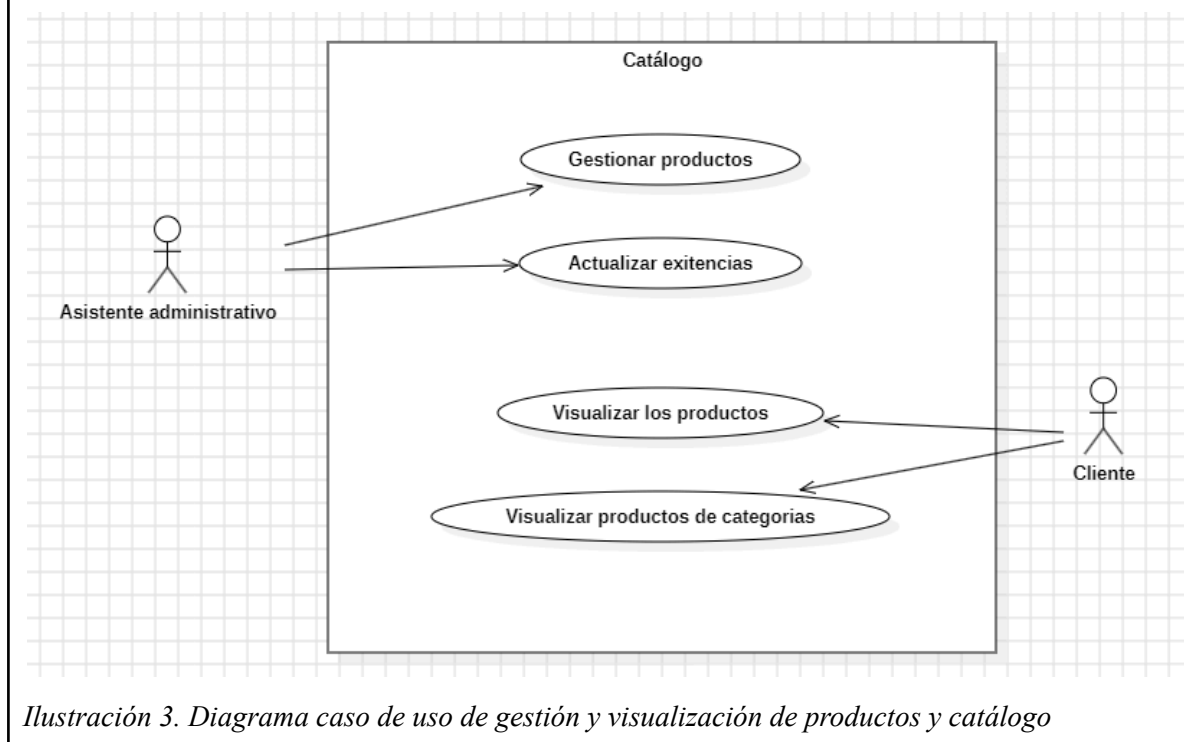 Catálogo
Gestionar productos
Actualizar exitencias
Asistente administrativo
Visualizar los productos
Cliente
Visualizar productos de categorias
Ilustración 3. Diagrama caso de uso de gestión y visualización de productos y catálogo